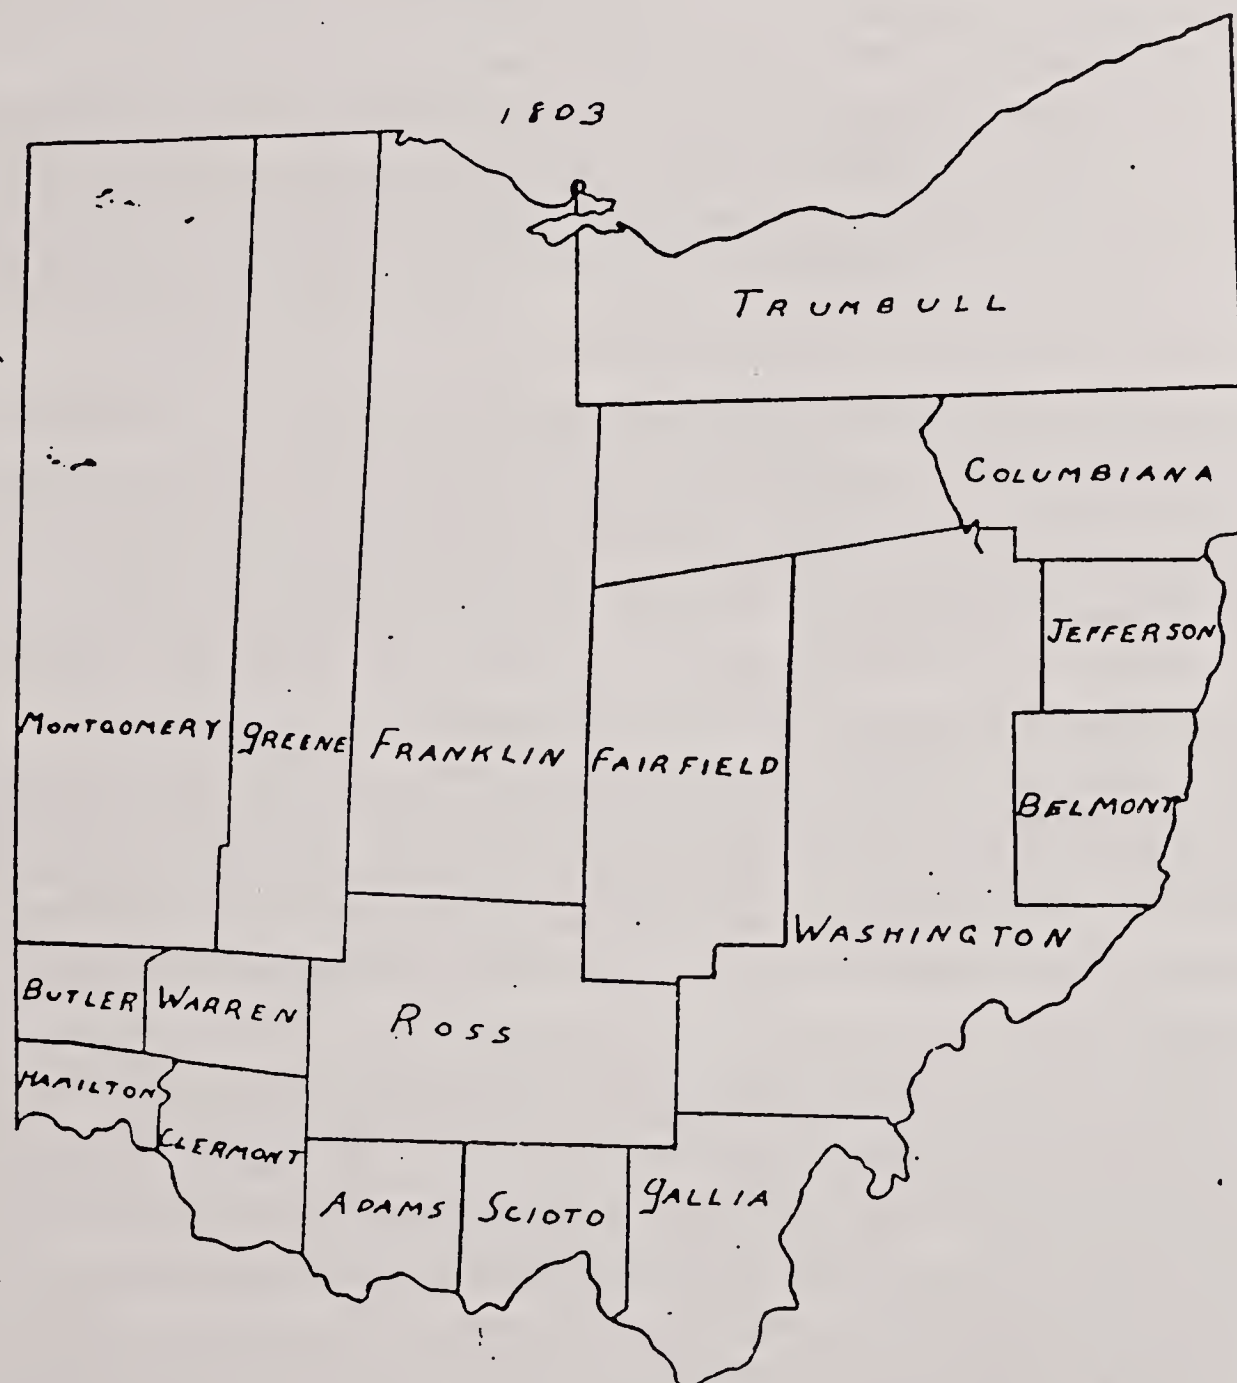 1803
TRUMBULL
COLUMBIANA
JEFFERSON
MONTGOMERY
GREENE
FRANKLIN
FAIRFIELD
BELMONT
WASHINGTON
BUTLER
WARREN
ROSS
HAMILTON
CLERMONT
ADAMS
SCIOTO
GALLIA